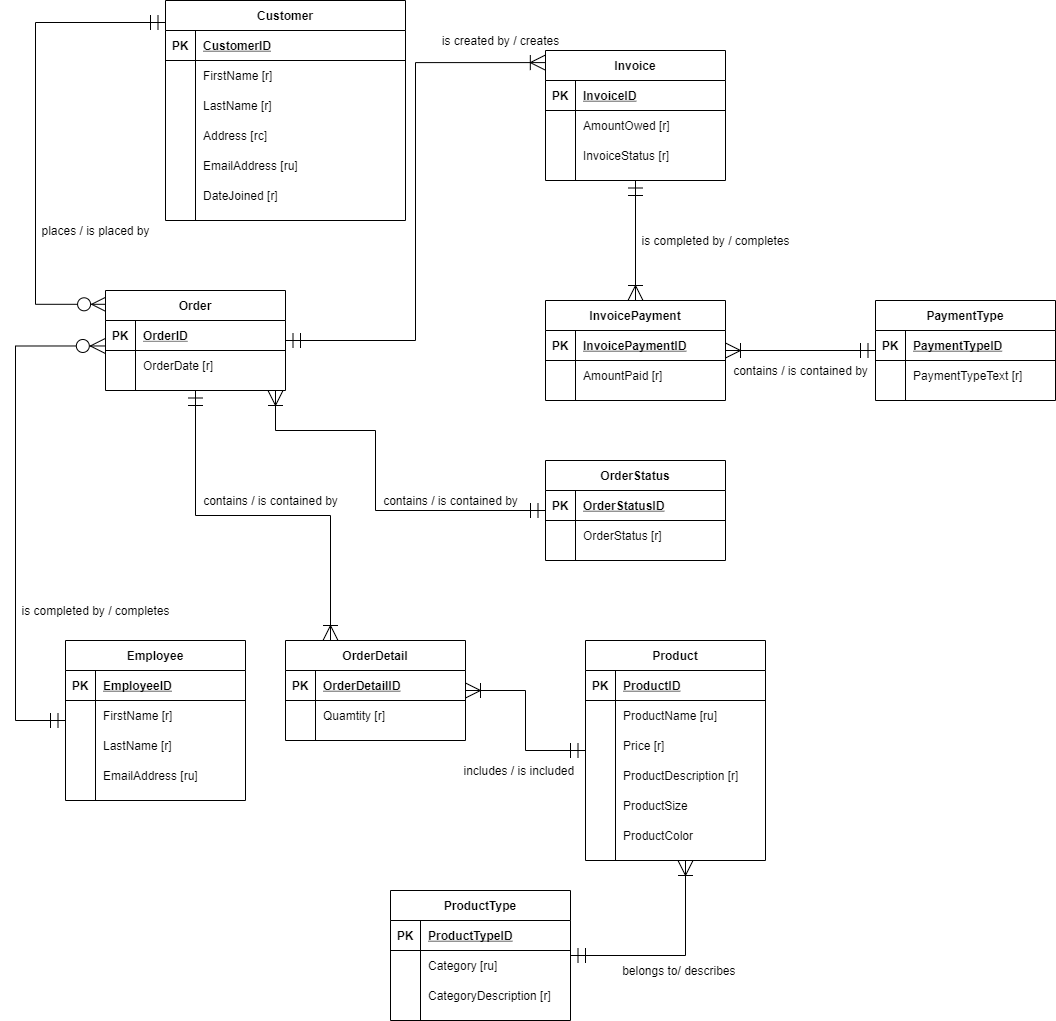 Customer
PK CustomerID
FirstName [r]
LastName [r]
Address [rc]
EmailAddress [ru]
DateJoined [r]
is created by / creates
Invoice
PK InvoiceID
AmountOwed [r]
InvoiceStatus [r]
places / is placed by
is completed by / completes
Order
PK OrderID
OrderDate [r]
InvoicePayment
PK InvoicePaymentID
AmountPaid [r]
contains / is contained by
PaymentType
PK PaymentTypeID
PaymentTypeText [r]
contains / is contained by
contains / is contained by
OrderStatus
PK OrderStatusID
OrderStatus [r]
is completed by / completes
Employee
PK EmployeeID
FirstName [r]
LastName [r]
EmailAddress [ru]
OrderDetail
PK OrderDetailID
Quamtity [r]
includes / is included
Product
PK ProductID
ProductName [ru]
Price [r]
ProductDescription [r]
ProductSize
ProductColor
ProductType
PK ProductTypeID
Category [ru]
CategoryDescription [r]
belongs to/ describes